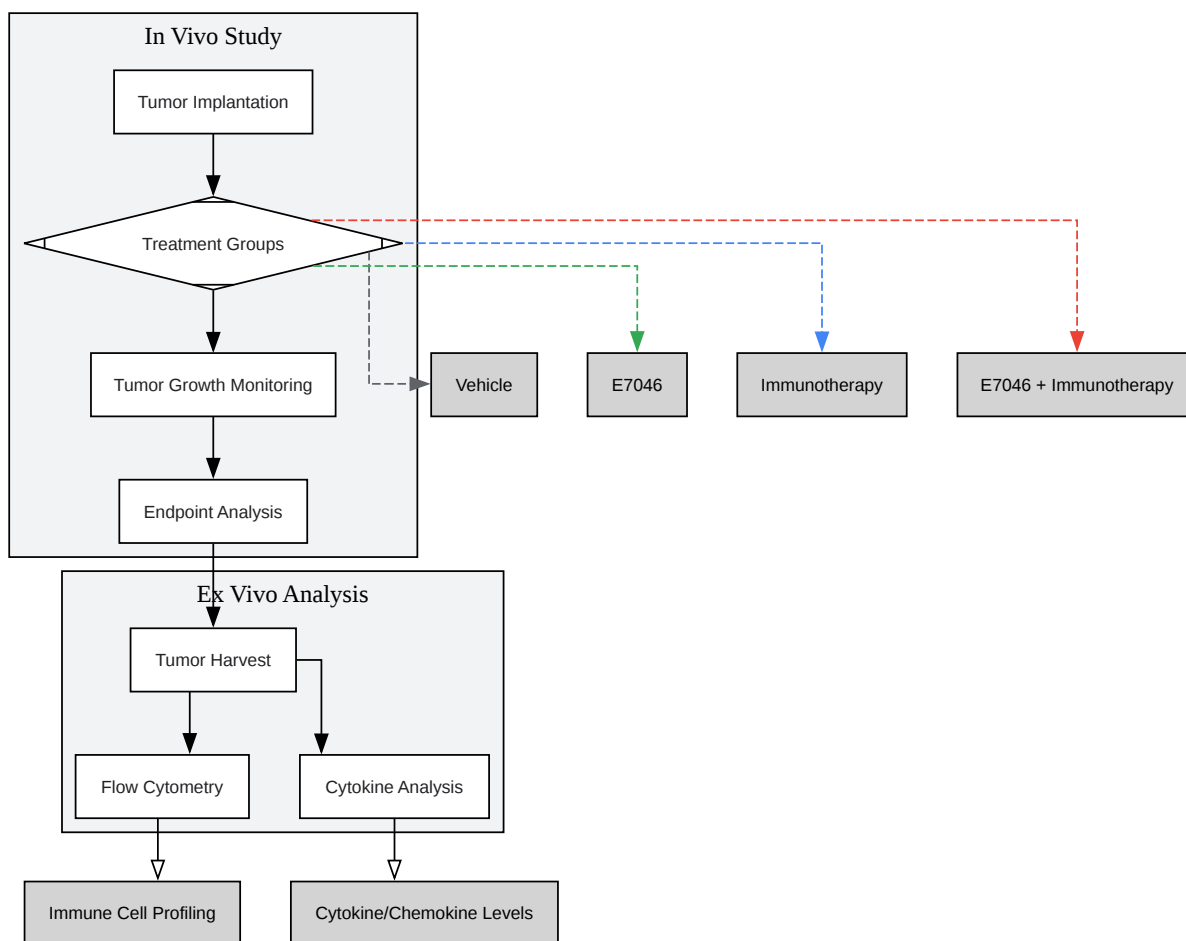 In Vivo Study
Tumor Implantation
Treatment Groups
Tumor Growth Monitoring
Vehicle
E7046
Immunotherapy
E7046 + Immunotherapy
Endpoint Analysis
Ex Vivo Analysis
Tumor Harvest
Flow Cytometry
Cytokine Analysis
Immune Cell Profiling
Cytokine/Chemokine Levels